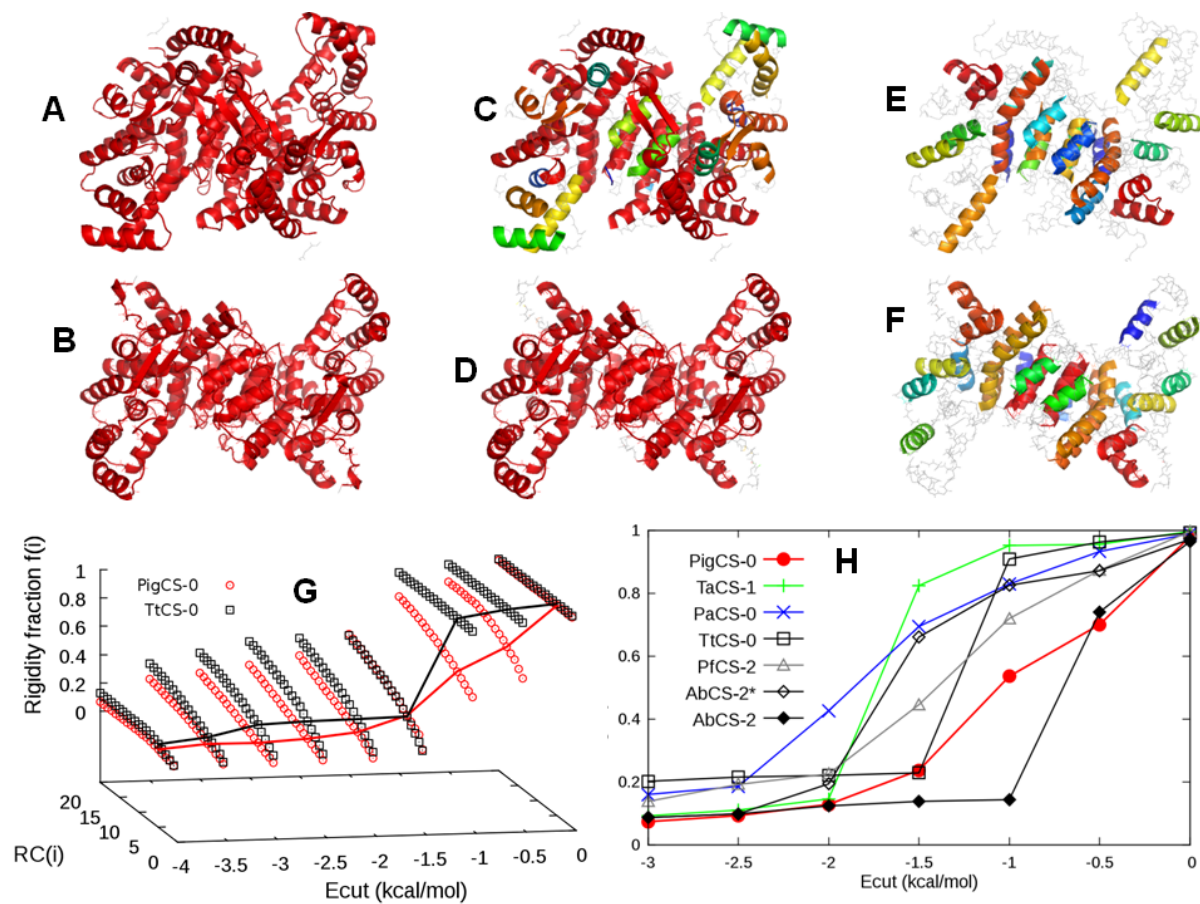 A
C
E
B
D
F
G
Rigidity fraction f(i)
1
0.8
0.6
0.4
0.2
0
PigCS-0
TtCS-0
20
15
10
5
0
RC(i)
-4
-3.5
-3
-2.5
-2
-1.5
-1
-0.5
0
Ecut (kcal/mol)
H
1
0.8
0.6
0.4
0.2
0
PigCS-0
TaCS-1
PaCS-0
TtCS-0
PfCS-2
AbCS-2*
AbCS-2
-3
-2.5
-2
-1.5
-1
-0.5
0
Ecut (kcal/mol)